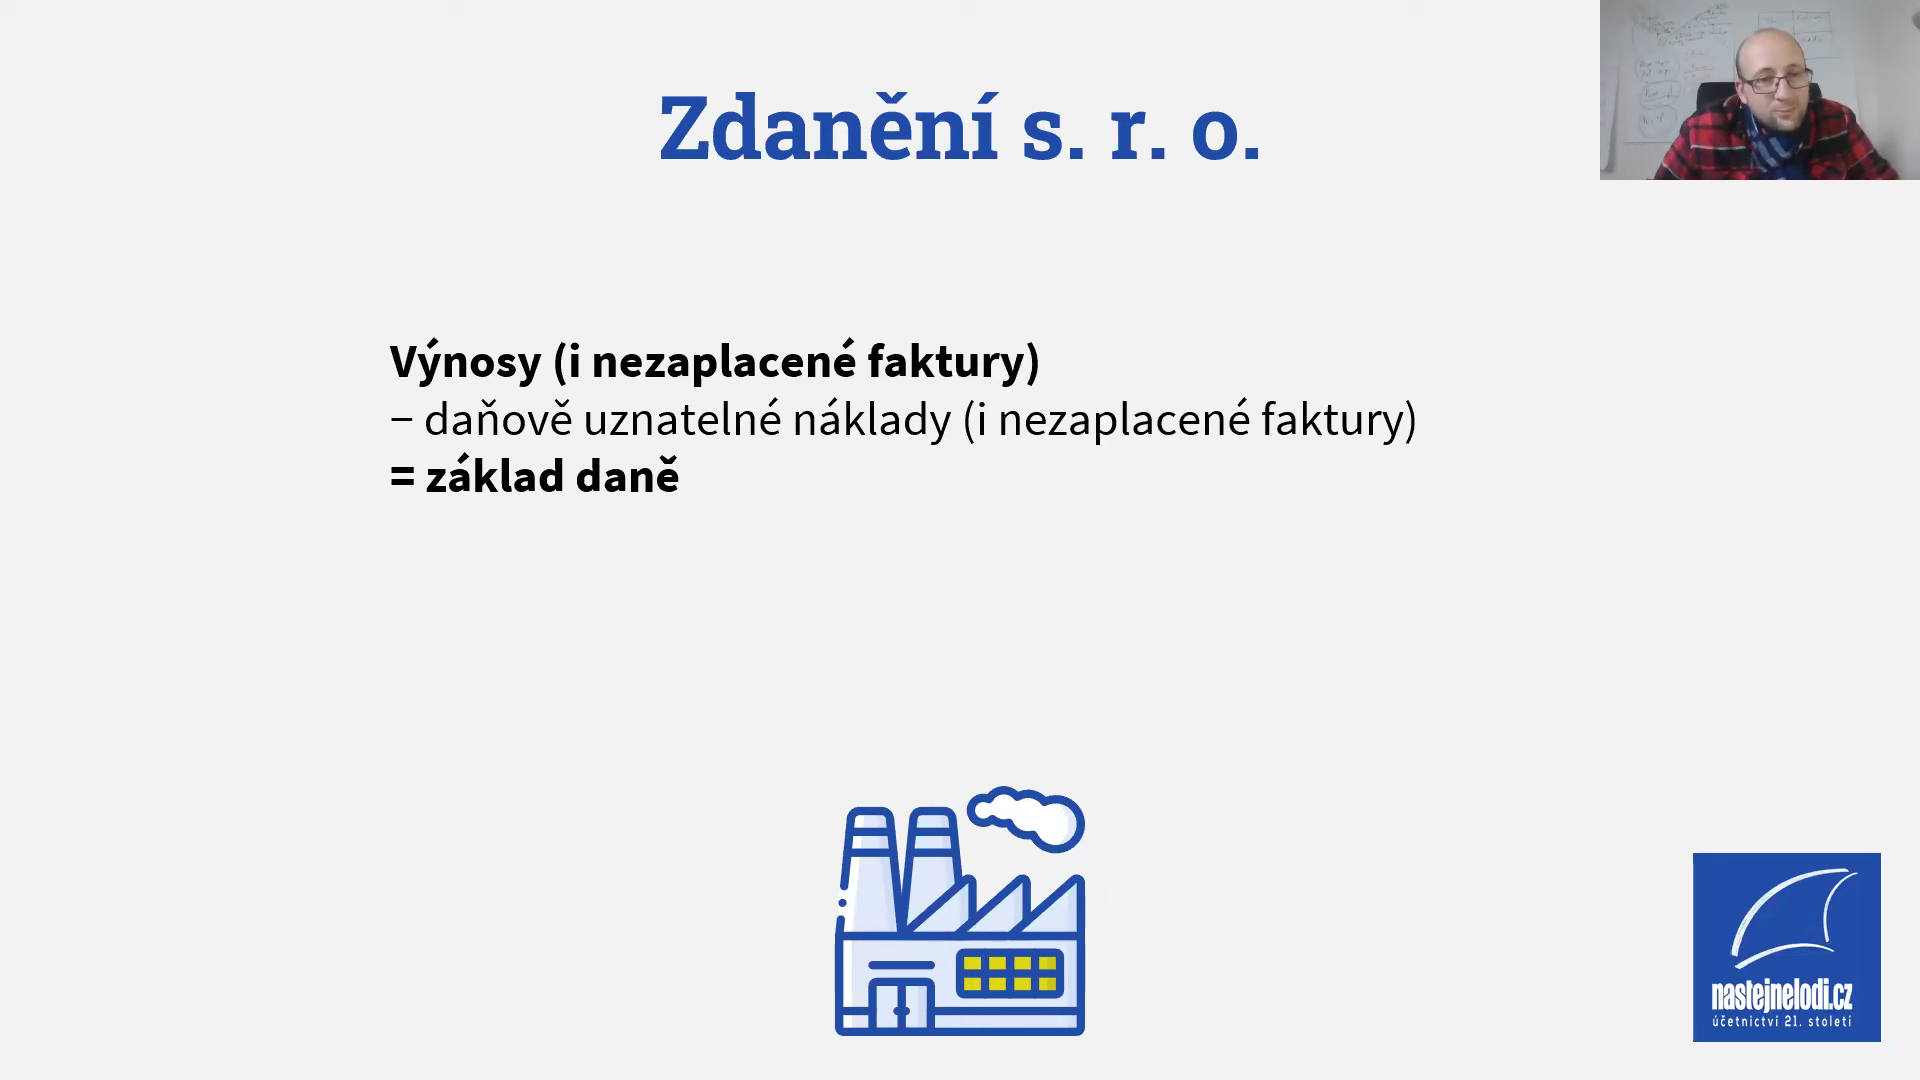 Zdanění s. r. o.
Výnosy (i nezaplacené faktury)
− daňově uznatelné náklady (i nezaplacené faktury)
= základ daně
nastejnelodi.cz
účetnictví 21. století